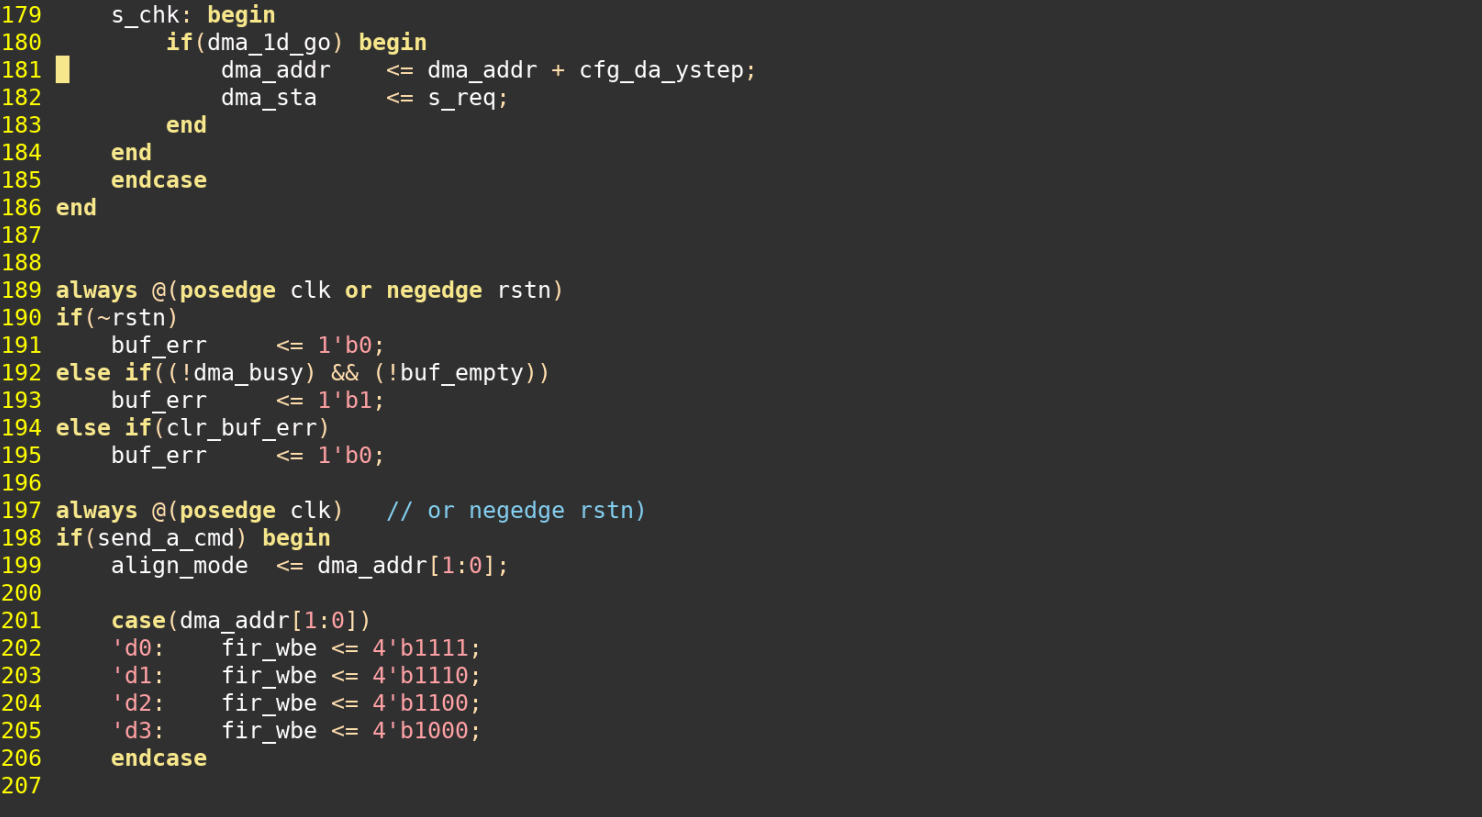 179     s_chk: begin
180         if(dma_1d_go) begin
181             dma_addr    <= dma_addr + cfg_da_ystep;
182             dma_sta     <= s_req;
183         end
184     end
185     endcase
186 end
187
188
189 always @(posedge clk or negedge rstn)
190 if(~rstn)
191     buf_err     <= 1'b0;
192 else if((!dma_busy) && (!buf_empty))
193     buf_err     <= 1'b1;
194 else if(clr_buf_err)
195     buf_err     <= 1'b0;
196
197 always @(posedge clk)   // or negedge rstn)
198 if(send_a_cmd) begin
199     align_mode  <= dma_addr[1:0];
200
201     case(dma_addr[1:0])
202     'd0:    fir_wbe <= 4'b1111;
203     'd1:    fir_wbe <= 4'b1110;
204     'd2:    fir_wbe <= 4'b1100;
205     'd3:    fir_wbe <= 4'b1000;
206     endcase
207